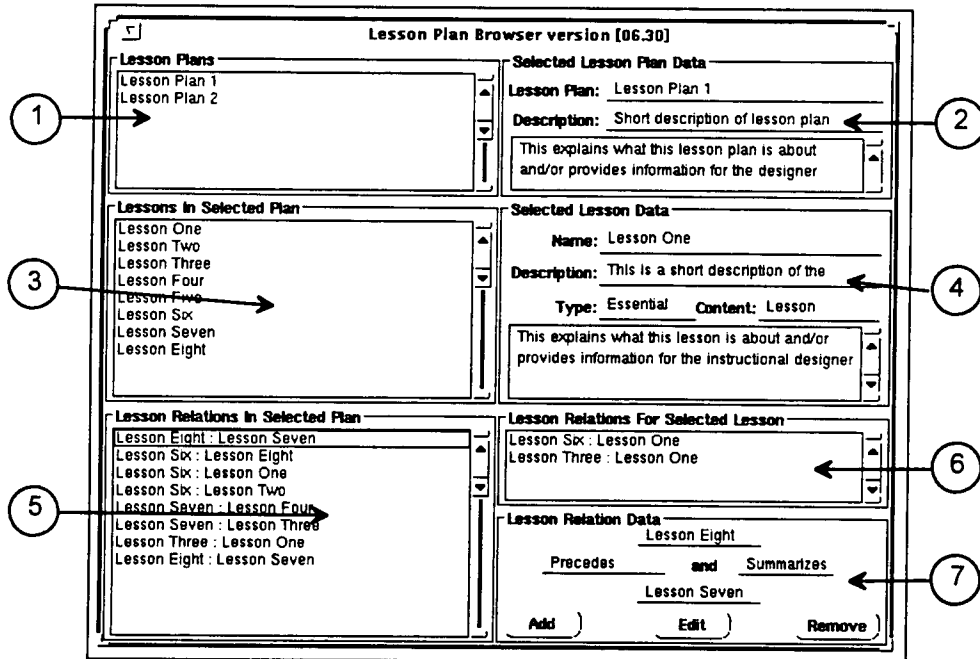 Lesson Plan Browser version [06.30]
Lesson Plans
Lesson Plan 1
Lesson Plan 2
1
Selected Lesson Plan Data
Lesson Plan: Lesson Plan 1
Description: Short description of lesson plan
This explains what this lesson plan is about
and/or provides information for the designer
2
Lessons In Selected Plan
Lesson One
Lesson Two
Lesson Three
Lesson Four
Lesson Five
Lesson Six
Lesson Seven
Lesson Eight
3
Selected Lesson Data
Name: Lesson One
Description: This is a short description of the
Type: Essential Content: Lesson
This explains what this lesson is about and/or
provides information for the instructional designer
4
Lesson Relations In Selected Plan
Lesson Eight : Lesson Seven
Lesson Six : Lesson Eight
Lesson Six : Lesson One
Lesson Six : Lesson Two
Lesson Seven : Lesson Four
Lesson Seven : Lesson Three
Lesson Three : Lesson One
Lesson Eight : Lesson Seven
5
Lesson Relations For Selected Lesson
Lesson Six : Lesson One
Lesson Three : Lesson One
6
Lesson Relation Data
Lesson Eight
Precedes and Summarizes
Lesson Seven
Add Edit Remove
7